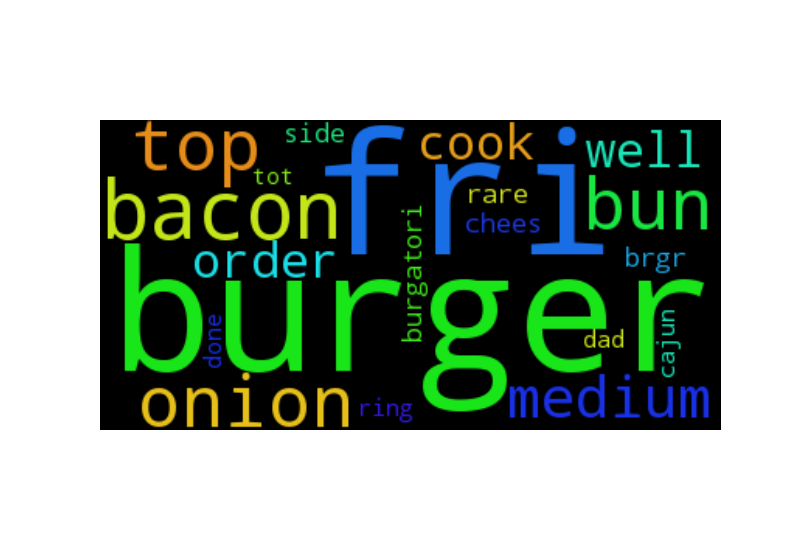 top
side
fri
cook
well
tot
bacon
rare
bun
chees
order
burgatori
brgr
burger
done
dad
cajun
onion
ring
medium